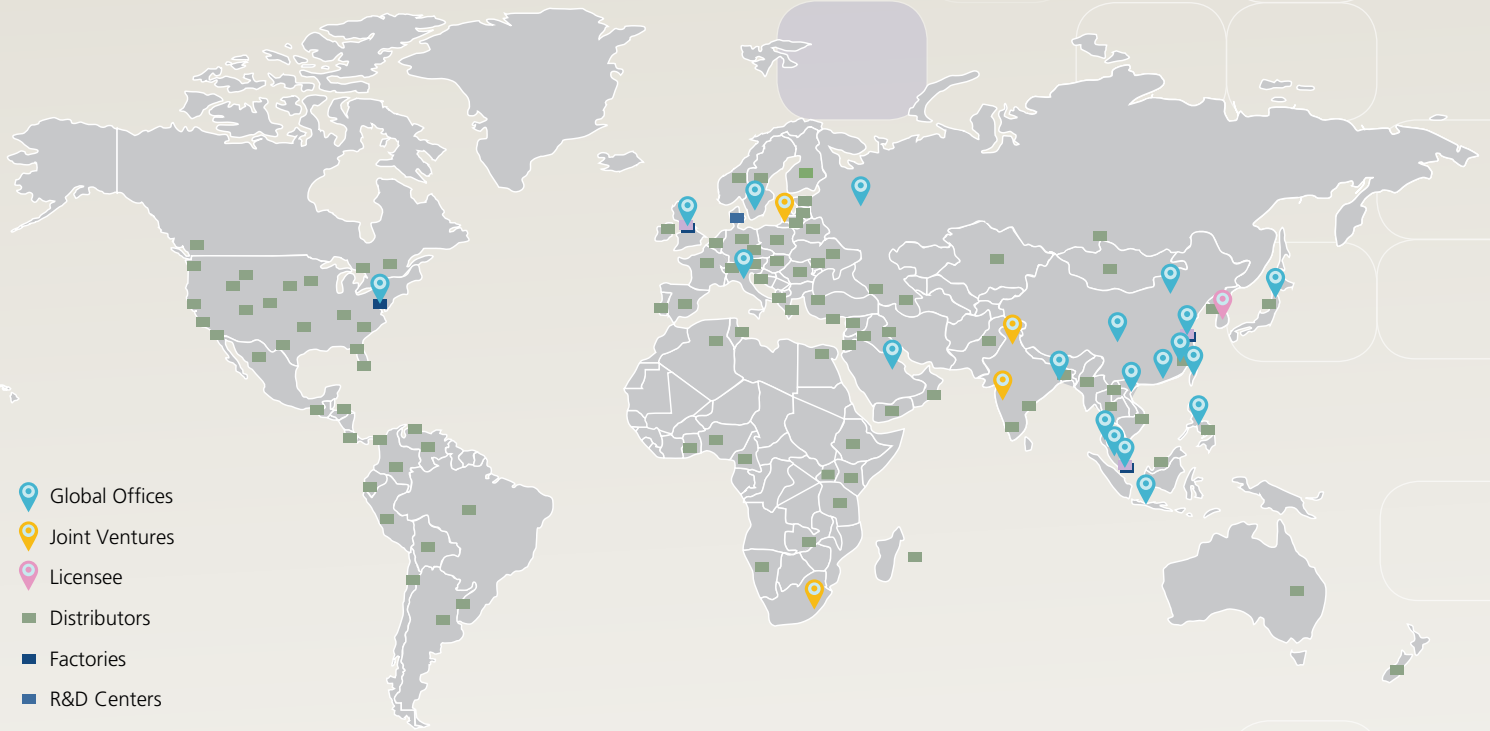 Global Offices
Joint Ventures
Licensee
Distributors
Factories
R&D Centers